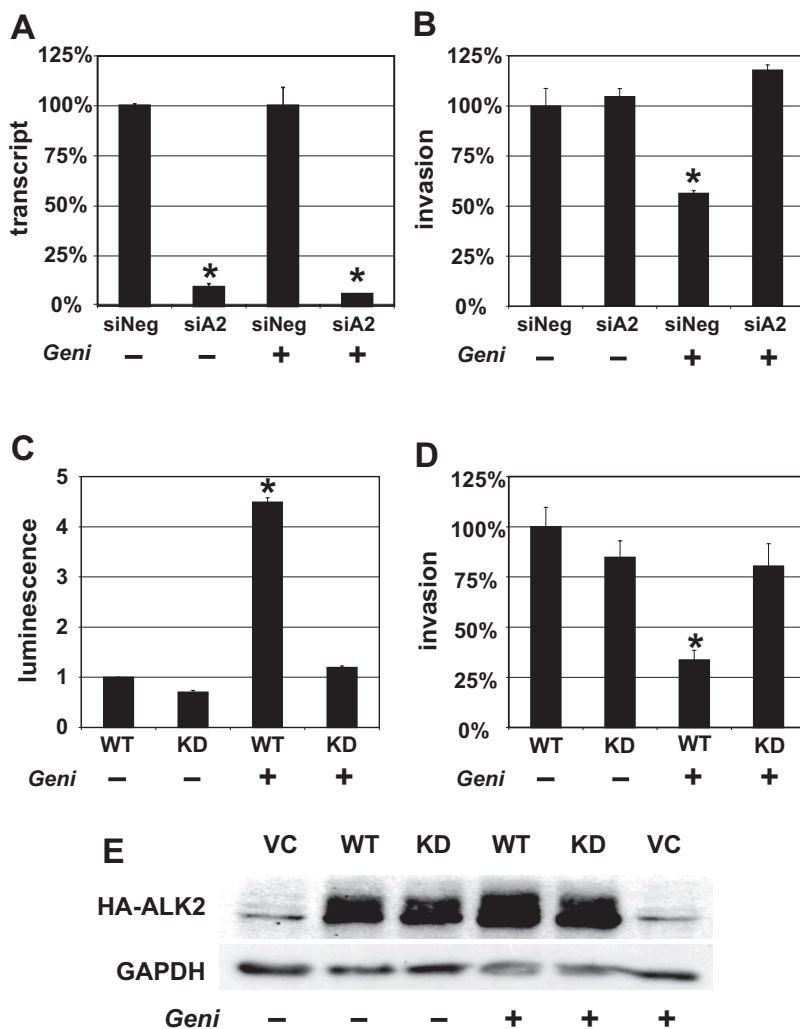 A
125%
100%
75%
50%
25%
0%
transcript
*
*
siNeg siA2 siNeg siA2
Geni – – + +
B
125%
100%
75%
50%
25%
0%
invasion
*
siNeg siA2 siNeg siA2
Geni – – + +
C
5
4
3
2
1
0
luminescence
*
WT KD WT KD
Geni – – + +
D
125%
100%
75%
50%
25%
0%
invasion
*
WT KD WT KD
Geni – – + +
E
VC WT KD WT KD VC
HA-ALK2
GAPDH
Geni – – – + + +